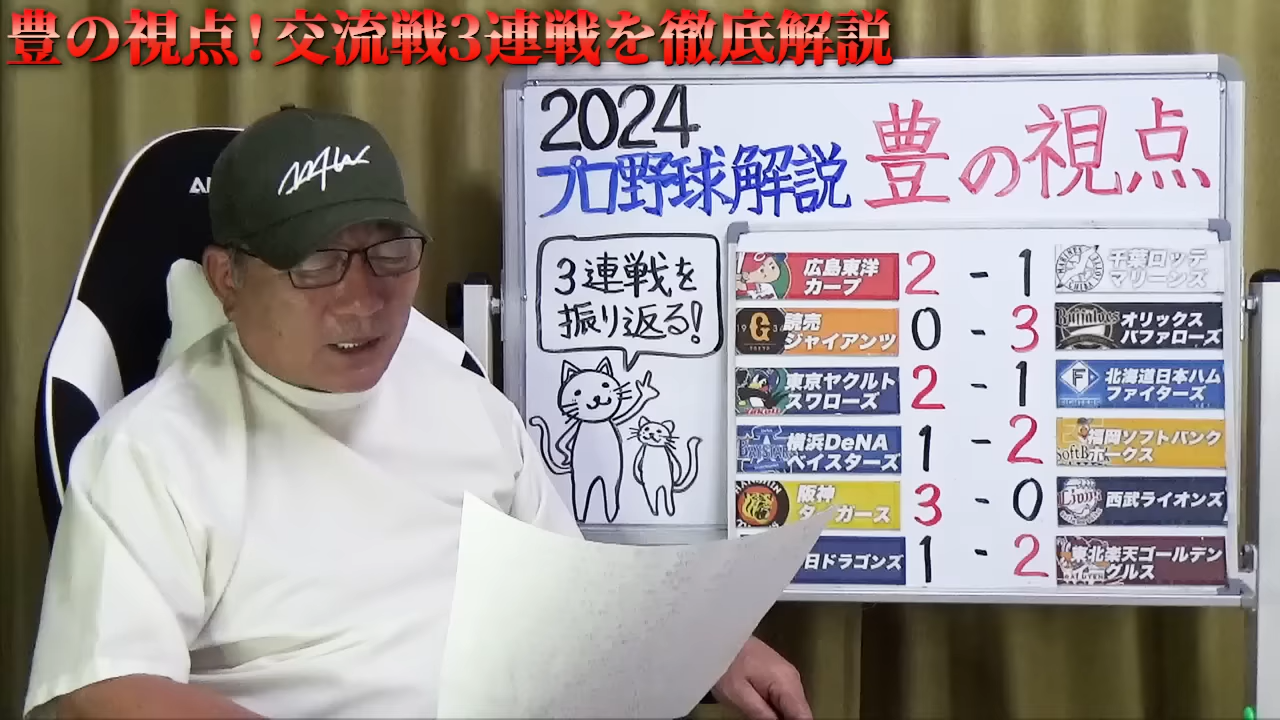 豊の視点！交流戦3連戦を徹底解説
2024
プロ野球解説
豊の視点
3連戦を
振り返る！
広島東洋
カープ
2 - 1
千葉ロッテ
マリーンズ
読売
ジャイアンツ
0 - 3
オリックス
バファローズ
東京ヤクルト
スワローズ
2 - 1
北海道日本ハム
ファイターズ
横浜DeNA
ベイスターズ
1 - 2
福岡ソフトバンク
ホークス
阪神
ガース
3 - 0
西武ライオンズ
日ドラゴンズ
1 - 2
東北楽天ゴールデン
グルス